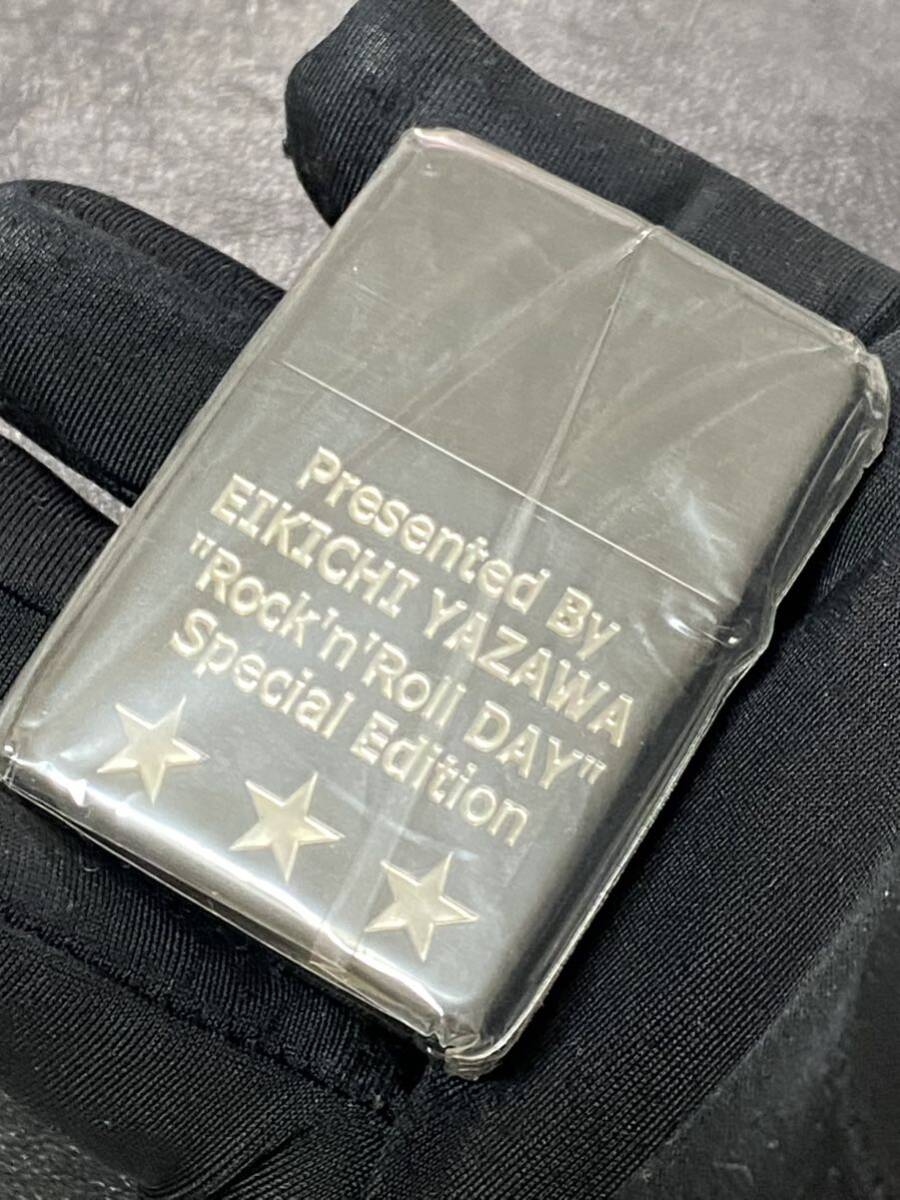 Presented By
EIKICHI YAZAWA
"Rock'n'Roll DAY"
Special Edition